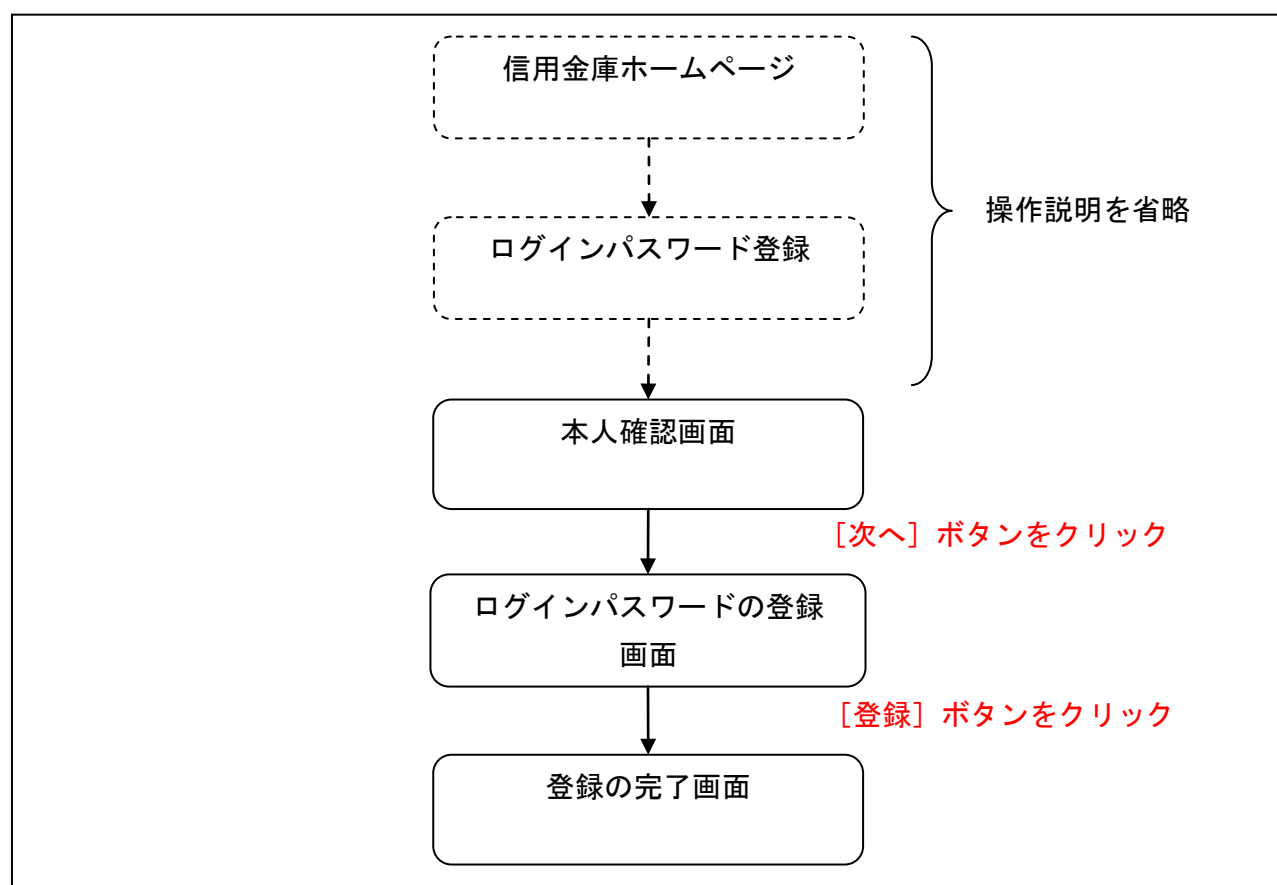 信用金庫ホームページ
ログインパスワード登録
操作説明を省略
本人確認画面
［次へ］ボタンをクリック
ログインパスワードの登録
画面
［登録］ボタンをクリック
登録の完了画面